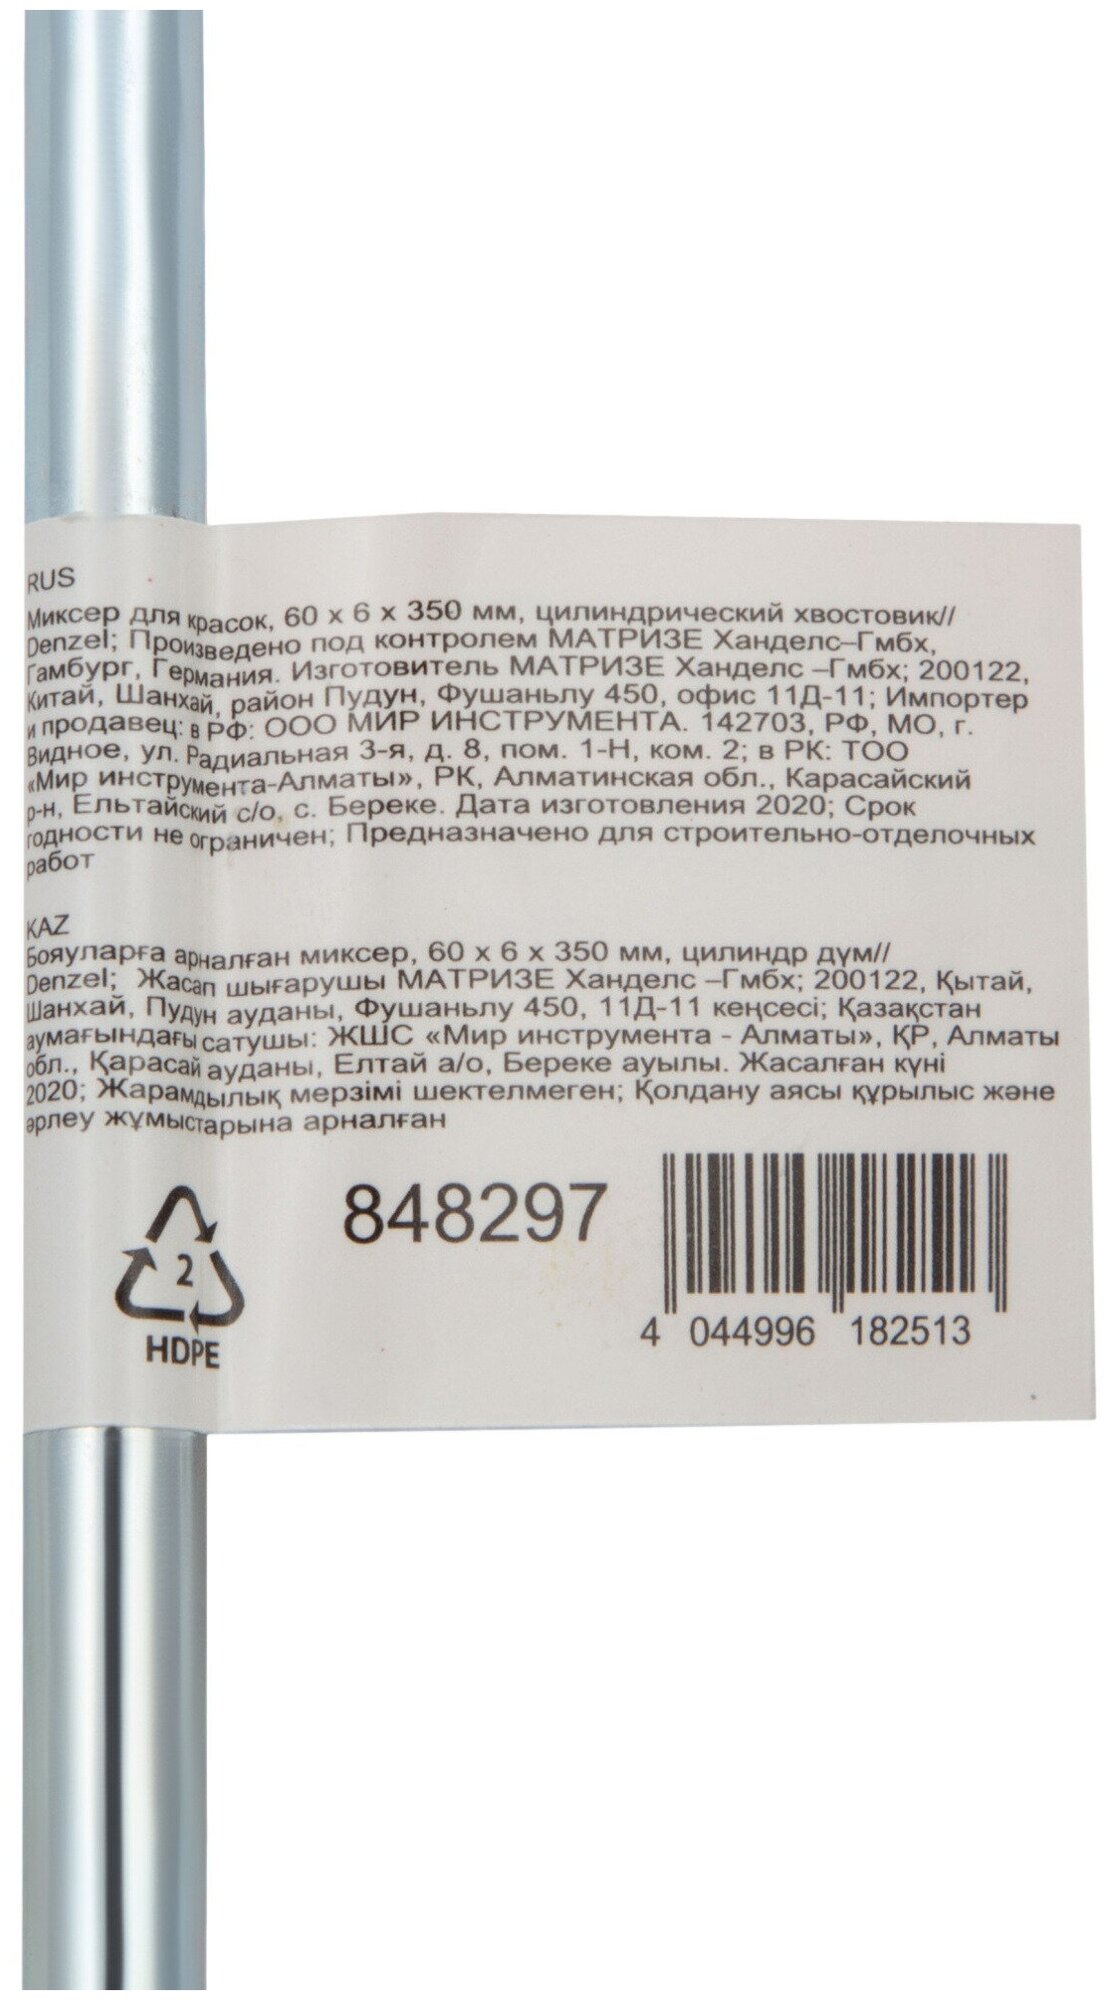 RUS
Миксер для красок, 60 x 6 x 350 мм, цилиндрический хвостовик//
Denzel; Произведено под контролем МАТРИЗЕ Ханделс–Гмбх,
Гамбург, Германия. Изготовитель МАТРИЗЕ Ханделс –Гмбх; 200122,
Китай, Шанхай, район Пудун, Фушаньлу 450, офис 11Д-11; Импортер
и продавец: в РФ: ООО МИР ИНСТРУМЕНТА. 142703, РФ, МО, г.
Видное, ул. Радиальная 3-я, д. 8, пом. 1-Н, ком. 2; в РК: ТОО
«Мир инструмента-Алматы», РК, Алматинская обл., Карасайский
р-н, Ельтайский с/о, с. Береке. Дата изготовления 2020; Срок
годности не ограничен; Предназначено для строительно-отделочных
работ
KAZ
Бояуларға арналған миксер, 60 x 6 x 350 мм, цилиндр дүм//
Denzel; Жасап шығарушы МАТРИЗЕ Ханделс –Гмбх; 200122, Қытай,
Шанхай, Пудун ауданы, Фушаньлу 450, 11Д-11 кеңсесі; Қазақстан
аумағындағы сатушы: ЖШС «Мир инструмента - Алматы», ҚР, Алматы
обл., Қарасай ауданы, Елтай а/о, Береке ауылы. Жасалған күні
2020; Жарамдылық мерзімі шектелмеген; Қолдану аясы құрылыс және
әрлеу жұмыстарына арналған
2
HDPE
848297
4 044996 182513